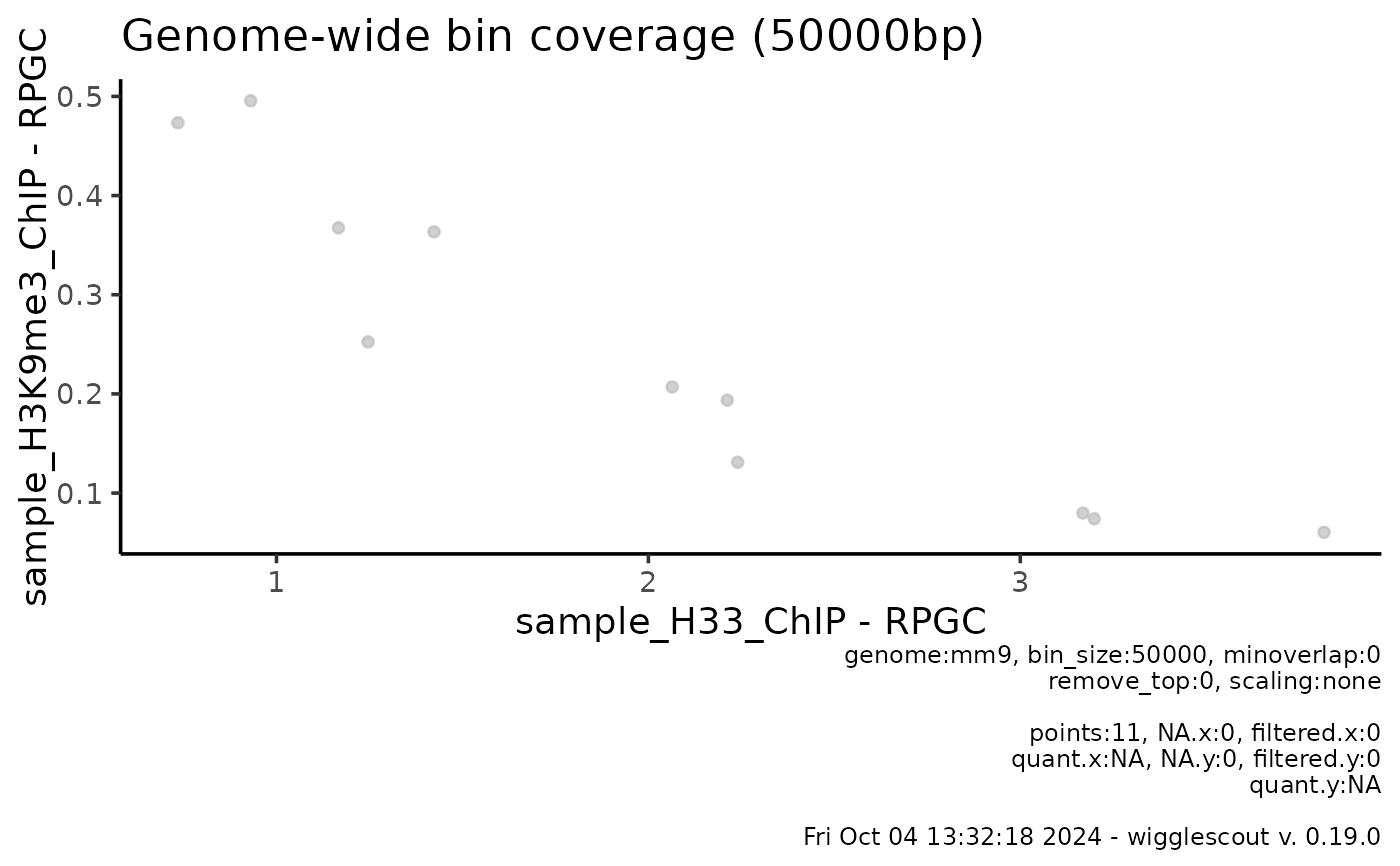 Genome-wide bin coverage (50000bp)
sample_H3K9me3_ChIP - RPGC
0.5
0.4
0.3
0.2
0.1
1
2
3
sample_H33_ChIP - RPGC
genome:mm9, bin_size:50000, minoverlap:0
remove_top:0, scaling:none
points:11, NA.x:0, filtered.x:0
quant.x:NA, NA.y:0, filtered.y:0
quant.y:NA
Fri Oct 04 13:32:18 2024 - wigglescout v. 0.19.0